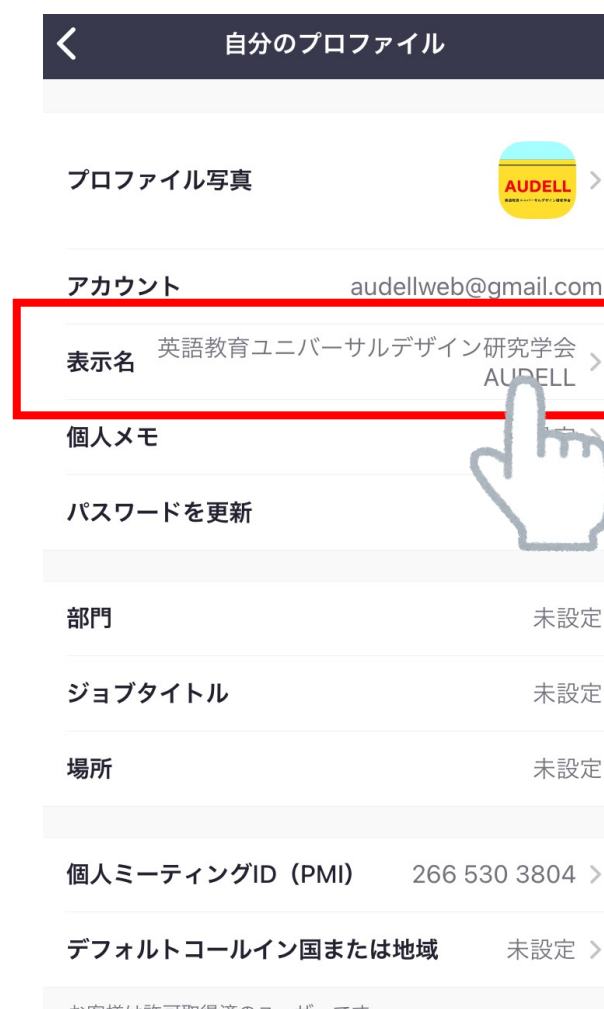 自分のプロファイル
プロファイル写真
AUDELL
アカウント audellweb@gmail.com
表示名 英語教育ユニバーサルデザイン研究学会
AUDELL
個人メモ
パスワードを更新
部門 未設定
ジョブタイトル 未設定
場所 未設定
個人ミーティングID（PMI） 266 530 3804
デフォルトコールイン国または地域 未設定